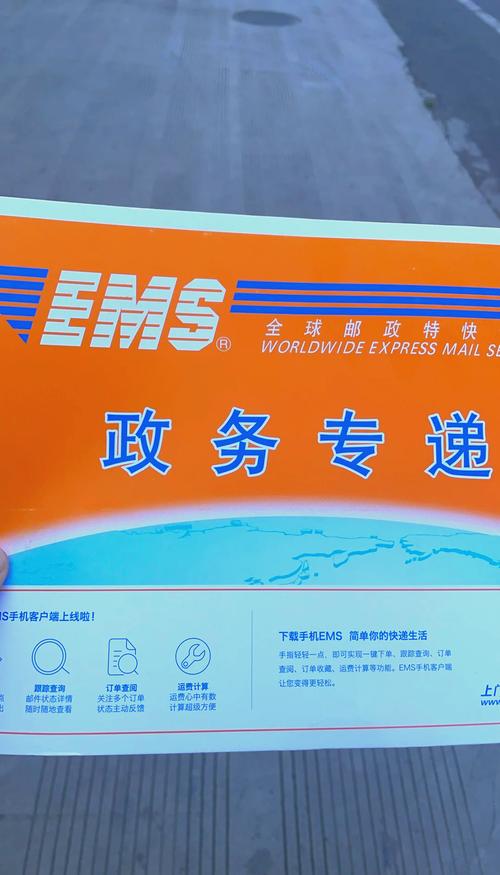 EMS®
全球邮政特快
WORLDWIDE EXPRESS MAIL SE
政务专递
MS手机客户端上线啦！
跟踪查询
邮件状态详情
随时随地查看
订单查阅
关注多个订单
状态主动反馈
运费计算
运费心中有数
计算超级方便
下载手机EMS 简单你的快递生活
手指轻轻一点，即可实现一键下单、跟踪查询、订单
查阅、订单收藏、运费计算等功能。EMS手机客户端
让您变得更轻松。
上门
www.